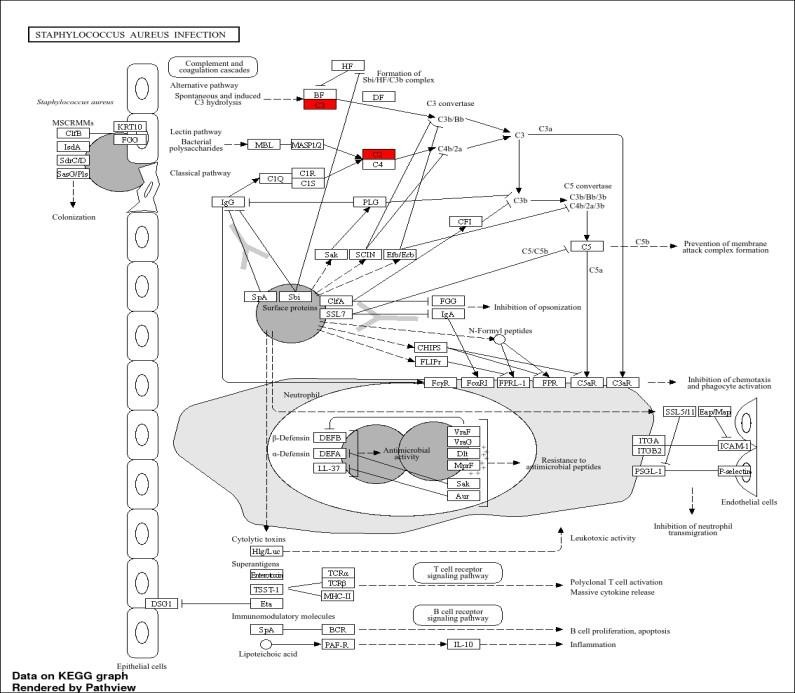 STAPHYLOCOCCUS AUREUS INFECTION
Complement and
coagulation cascades
HF
Formation of
Sbi/HF/C3b complex
Alternative pathway
Spontaneous and induced
C3 hydrolysis
BF
DF
Staphylococcus aureus
C3 convertase
C3b/Bb
MSCRMMs
ClfB
IsdA
SdrC/D
SasG/Pls
Colonization
KRT10
FGG
Lectin pathway
Bacterial
polysaccharides
MBL
MASP1/2
C2
C4
C4b/2a
C3
C3a
Classical pathway
C1Q
C1R
C1S
IgG
PLG
C3b
C5 convertase
C3b/Bb/3b
C4b/2a/3b
CFI
Sak
SCIN
Efb/Ecb
C5/C5b
C5
C5b
Prevention of membrane
attack complex formation
C5a
SpA
Sbi
Surface proteins
ClfA
SSL7
FGG
IgA
Inhibition of opsonization
N-Formyl peptides
CHIPS
FLIPr
FcγR
FcαRI
FPRL-1
FPR
C5aR
C3aR
Inhibition of chemotaxis
and phagocyte activation
Neutrophil
SSL5/11
Eap/Map
β-Defensin
DEFB
α-Defensin
DEFA
LL-37
Antimicrobial
activity
VraF
VraG
Dlt
MprF
Sak
Aur
Resistance to
antimicrobial peptides
ITGA
ITGB2
PSGL-1
ICAM-1
P-selectin
Endothelial cells
Inhibition of neutrophil
transmigration
Cytolytic toxins
Hlg/Luc
Leukotoxic activity
Superantigens
Enterotoxin
TSST-1
Eta
DSG1
TCRα
TCRβ
MHC-II
T cell receptor
signaling pathway
Polyclonal T cell activation
Massive cytokine release
Immunomodulatory molecules
SpA
BCR
B cell receptor
signaling pathway
B cell proliferation, apoptosis
Lipoteichoic acid
PAF-R
IL-10
Inflammation
Epithelial cells
Data on KEGG graph
Rendered by Pathview